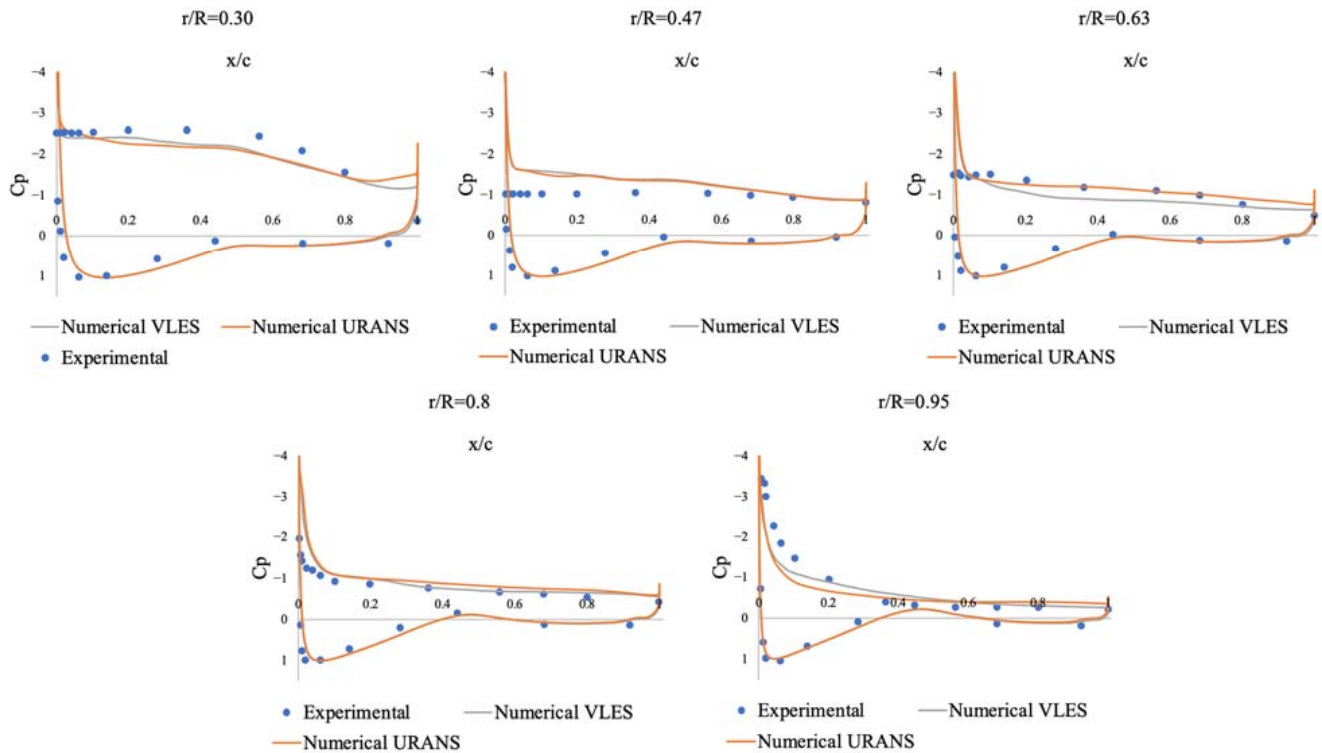 r/R=0.30
x/c
−4
−3
−2
−1
0
1
Cp
0 0.2 0.4 0.6 0.8 1
Numerical VLES Numerical URANS
Experimental
r/R=0.47
x/c
−4
−3
−2
−1
0
1
Cp
0 0.2 0.4 0.6 0.8 1
Experimental Numerical VLES
Numerical URANS
r/R=0.63
x/c
−4
−3
−2
−1
0
1
Cp
0 0.2 0.4 0.6 0.8 1
Experimental Numerical VLES
Numerical URANS
r/R=0.8
x/c
−4
−3
−2
−1
0
1
Cp
0 0.2 0.4 0.6 0.8 1
Experimental Numerical VLES
Numerical URANS
r/R=0.95
x/c
−4
−3
−2
−1
0
1
Cp
0 0.2 0.4 0.6 0.8 1
Experimental Numerical VLES
Numerical URANS